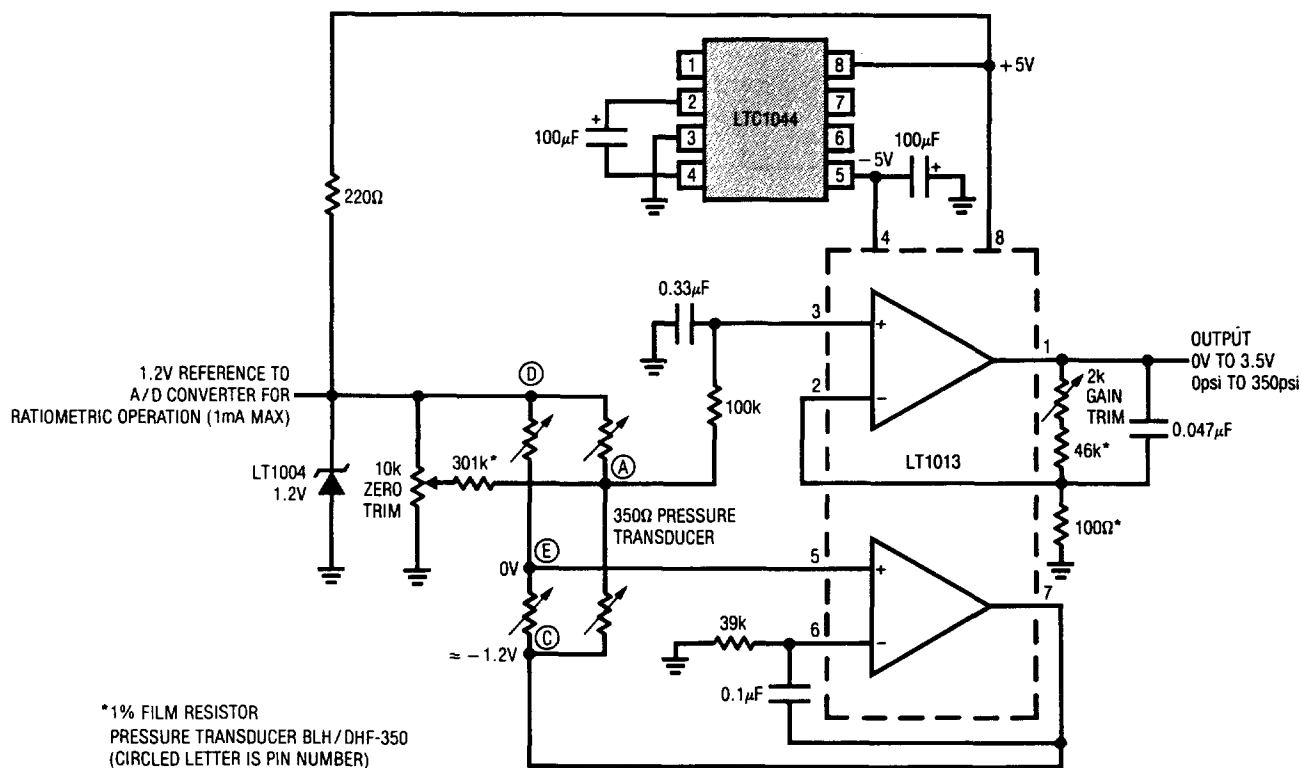 1
2
3
4
8
7
6
5
LTC1044
+5V
100µF
+
-5V
100µF
+
220Ω
4
8
0.33µF
3
+
2
−
1
LT1013
100k
OUTPUT
0V TO 3.5V
0psi TO 350psi
2k
GAIN
TRIM
46k*
0.047µF
100Ω*
1.2V REFERENCE TO
A/D CONVERTER FOR
RATIOMETRIC OPERATION (1mA MAX)
D
LT1004
1.2V
10k
ZERO
TRIM
301k*
A
350Ω PRESSURE
TRANSDUCER
E
0V
5
+
6
−
7
C
≈ −1.2V
39k
0.1µF
*1% FILM RESISTOR
PRESSURE TRANSDUCER BLH/DHF-350
(CIRCLED LETTER IS PIN NUMBER)